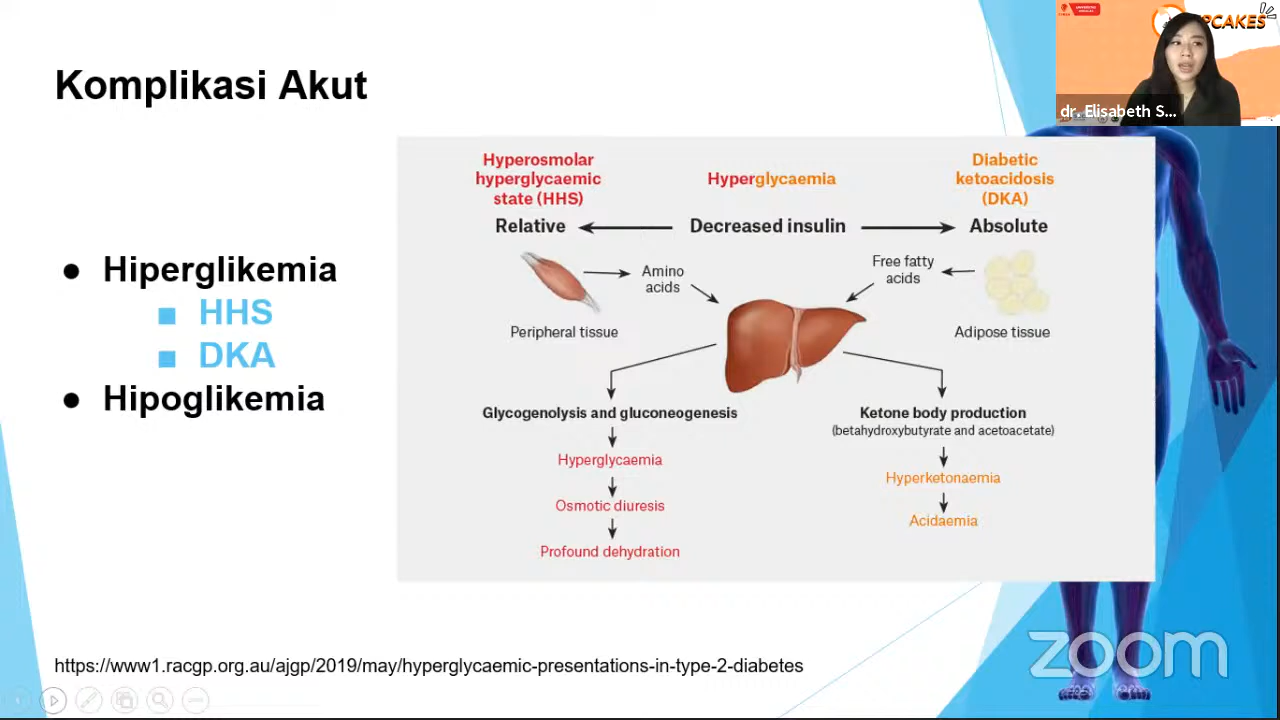 Komplikasi Akut
PCAKES
dr. Elisabeth S...
● Hiperglikemia
■ HHS
■ DKA
● Hipoglikemia
Hyperosmolar
hyperglycaemic
state (HHS)
Hyperglycaemia
Diabetic
ketoacidosis
(DKA)
Relative
Decreased insulin
Absolute
Amino
acids
Free fatty
acids
Peripheral tissue
Adipose tissue
Glycogenolysis and gluconeogenesis
Hyperglycaemia
Osmotic diuresis
Profound dehydration
Ketone body production
(betahydroxybutyrate and acetoacetate)
Hyperketonaemia
Acidaemia
https://www1.racgp.org.au/ajgp/2019/may/hyperglycaemic-presentations-in-type-2-diabetes
zoom